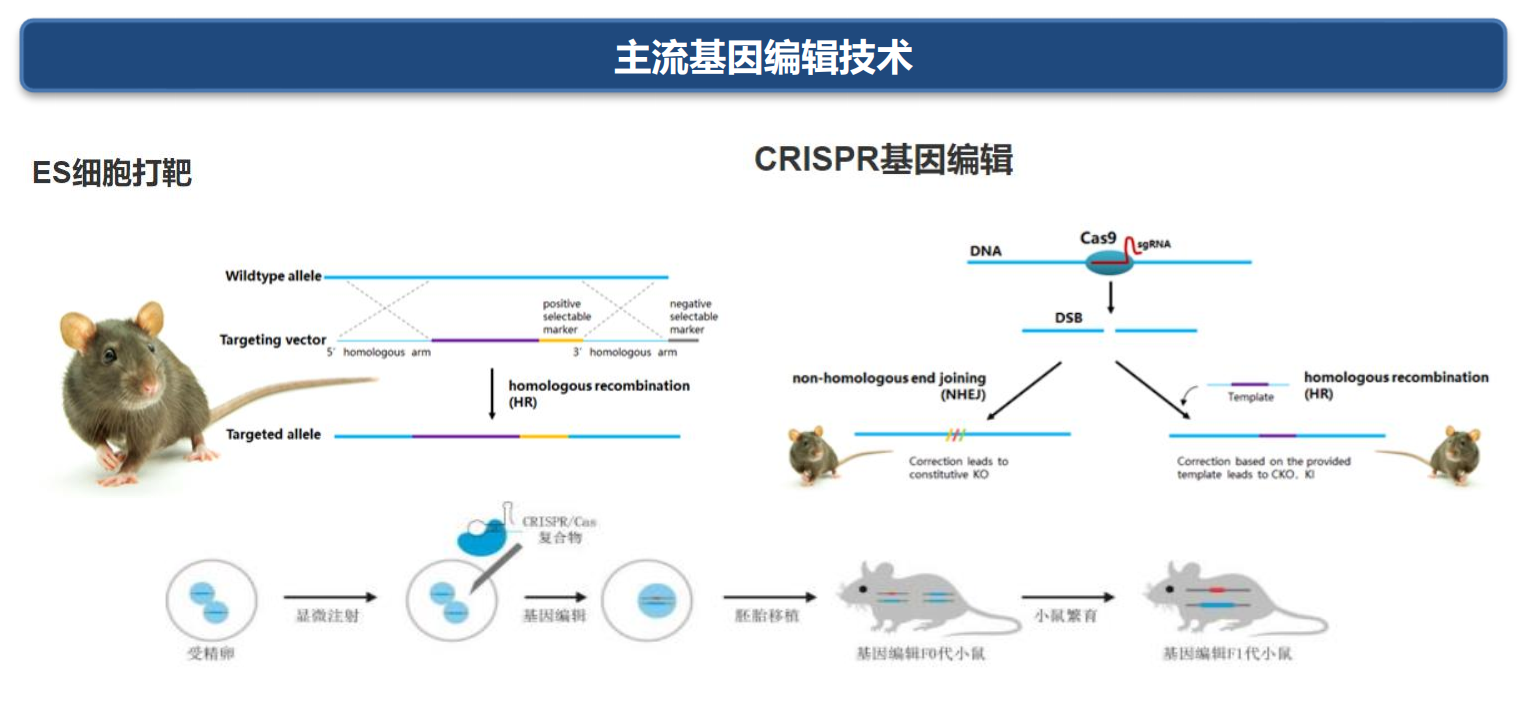 主流基因编辑技术
ES细胞打靶
Wildtype allele
positive
selectable
marker
negative
selectable
marker
Targeting vector
5' homologous arm
3' homologous arm
homologous recombination
(HR)
Targeted allele
CRISPR基因编辑
Cas9
sgRNA
DNA
DSB
non-homologous end joining
(NHEJ)
Template
homologous recombination
(HR)
Correction leads to
constitutive KO
Correction based on the provided
template leads to CKO, KI
CRISPR/Cas
复合物
显微注射
基因编辑
胚胎移植
小鼠繁育
受精卵
基因编辑F0代小鼠
基因编辑F1代小鼠